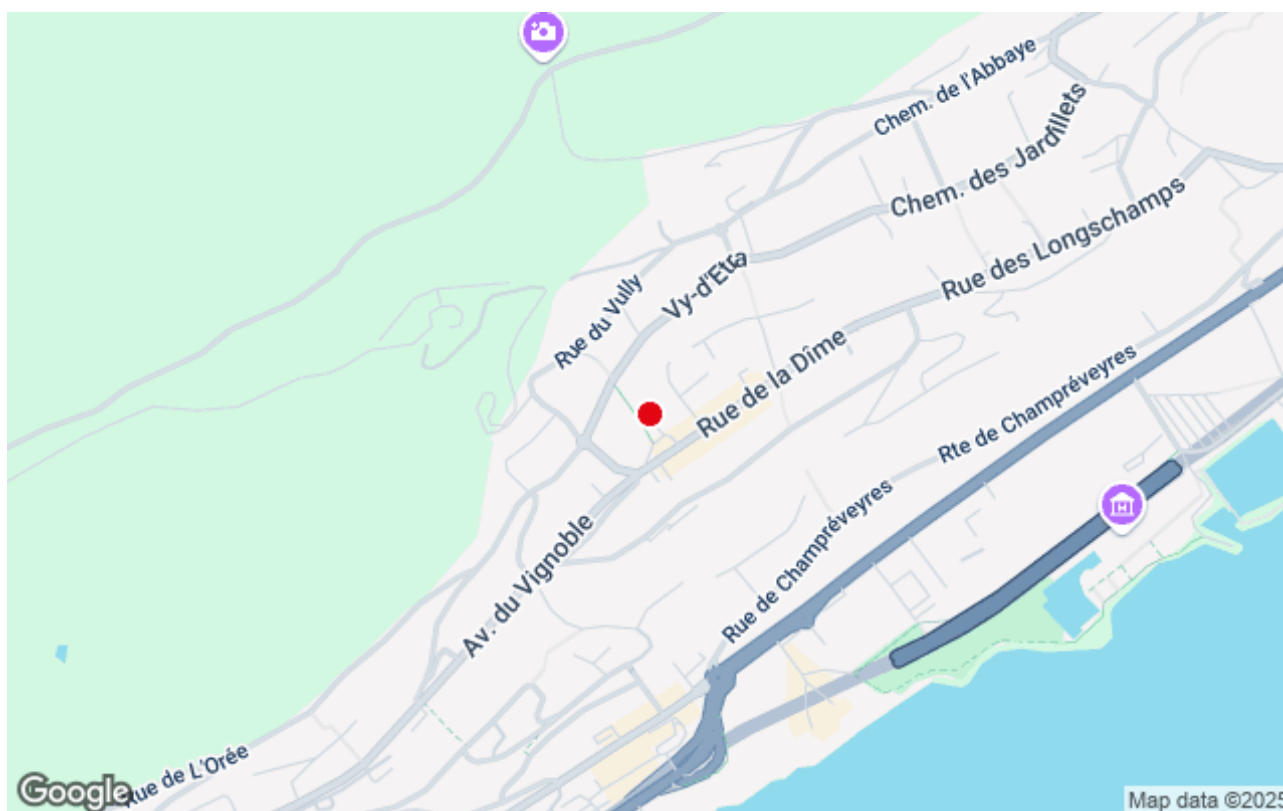 Chem. de l'Abbaye
Chem. des Jardillets
Rue des Longschamps
Vy-d'Etra
Rue du Vully
Rue de la Dîme
Rte de Champréveyres
Rue de Champréveyres
Av. du Vignoble
Rue de L'Orée
Google
Map data ©2025